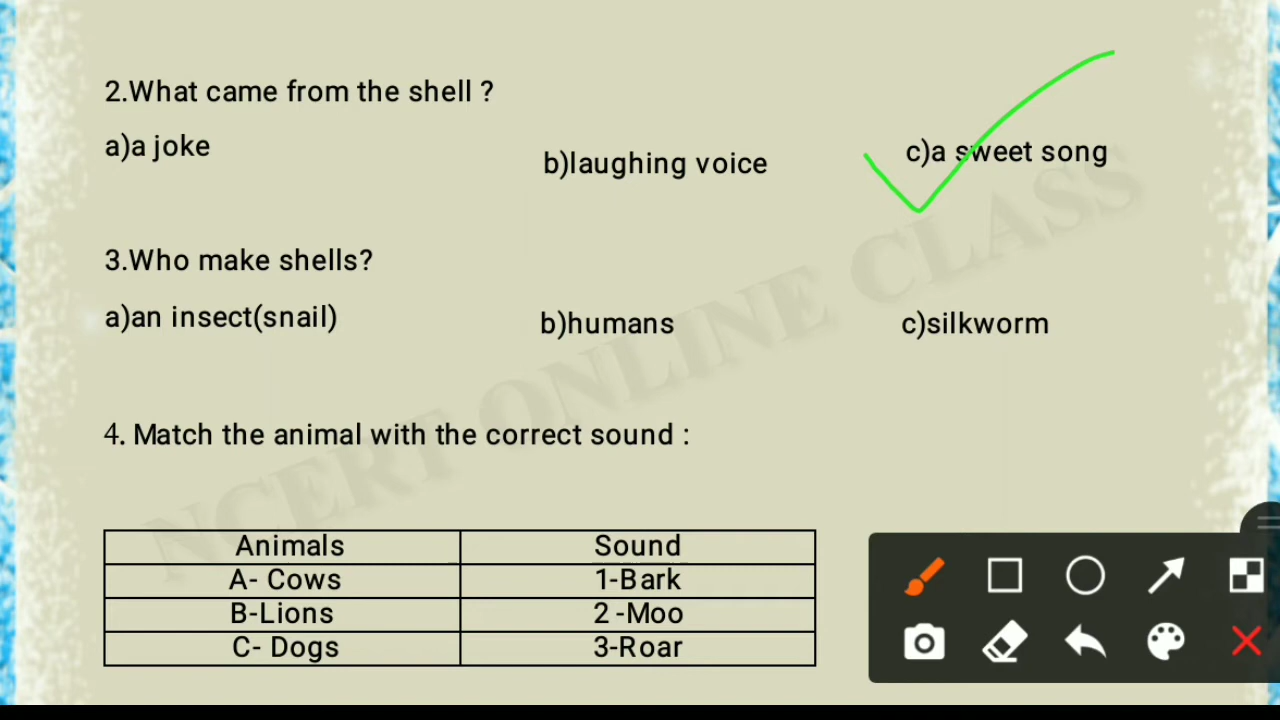 2.What came from the shell ?
a)a joke b)laughing voice c)a sweet song
3.Who make shells?
a)an insect(snail) b)humans c)silkworm
4. Match the animal with the correct sound :
NCERT ONLINE CLASS
Animals Sound
A- Cows 1-Bark
B-Lions 2 -Moo
C- Dogs 3-Roar